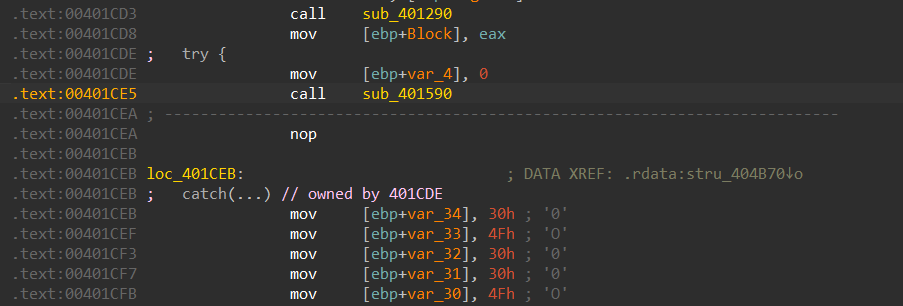 .text:00401CD3 call sub_401290
.text:00401CD8 mov [ebp+Block], eax
.text:00401CDE ; try {
.text:00401CDE mov [ebp+var_4], 0
.text:00401CE5 call sub_401590
.text:00401CEA ; ---------------------------------------------------------------------------
.text:00401CEA nop
.text:00401CEB
.text:00401CEB loc_401CEB: ; DATA XREF: .rdata:stru_404B70↓o
.text:00401CEB ; catch(...) // owned by 401CDE
.text:00401CEB mov [ebp+var_34], 30h ; '0'
.text:00401CEF mov [ebp+var_33], 4Fh ; 'O'
.text:00401CF3 mov [ebp+var_32], 30h ; '0'
.text:00401CF7 mov [ebp+var_31], 30h ; '0'
.text:00401CFB mov [ebp+var_30], 4Fh ; 'O'